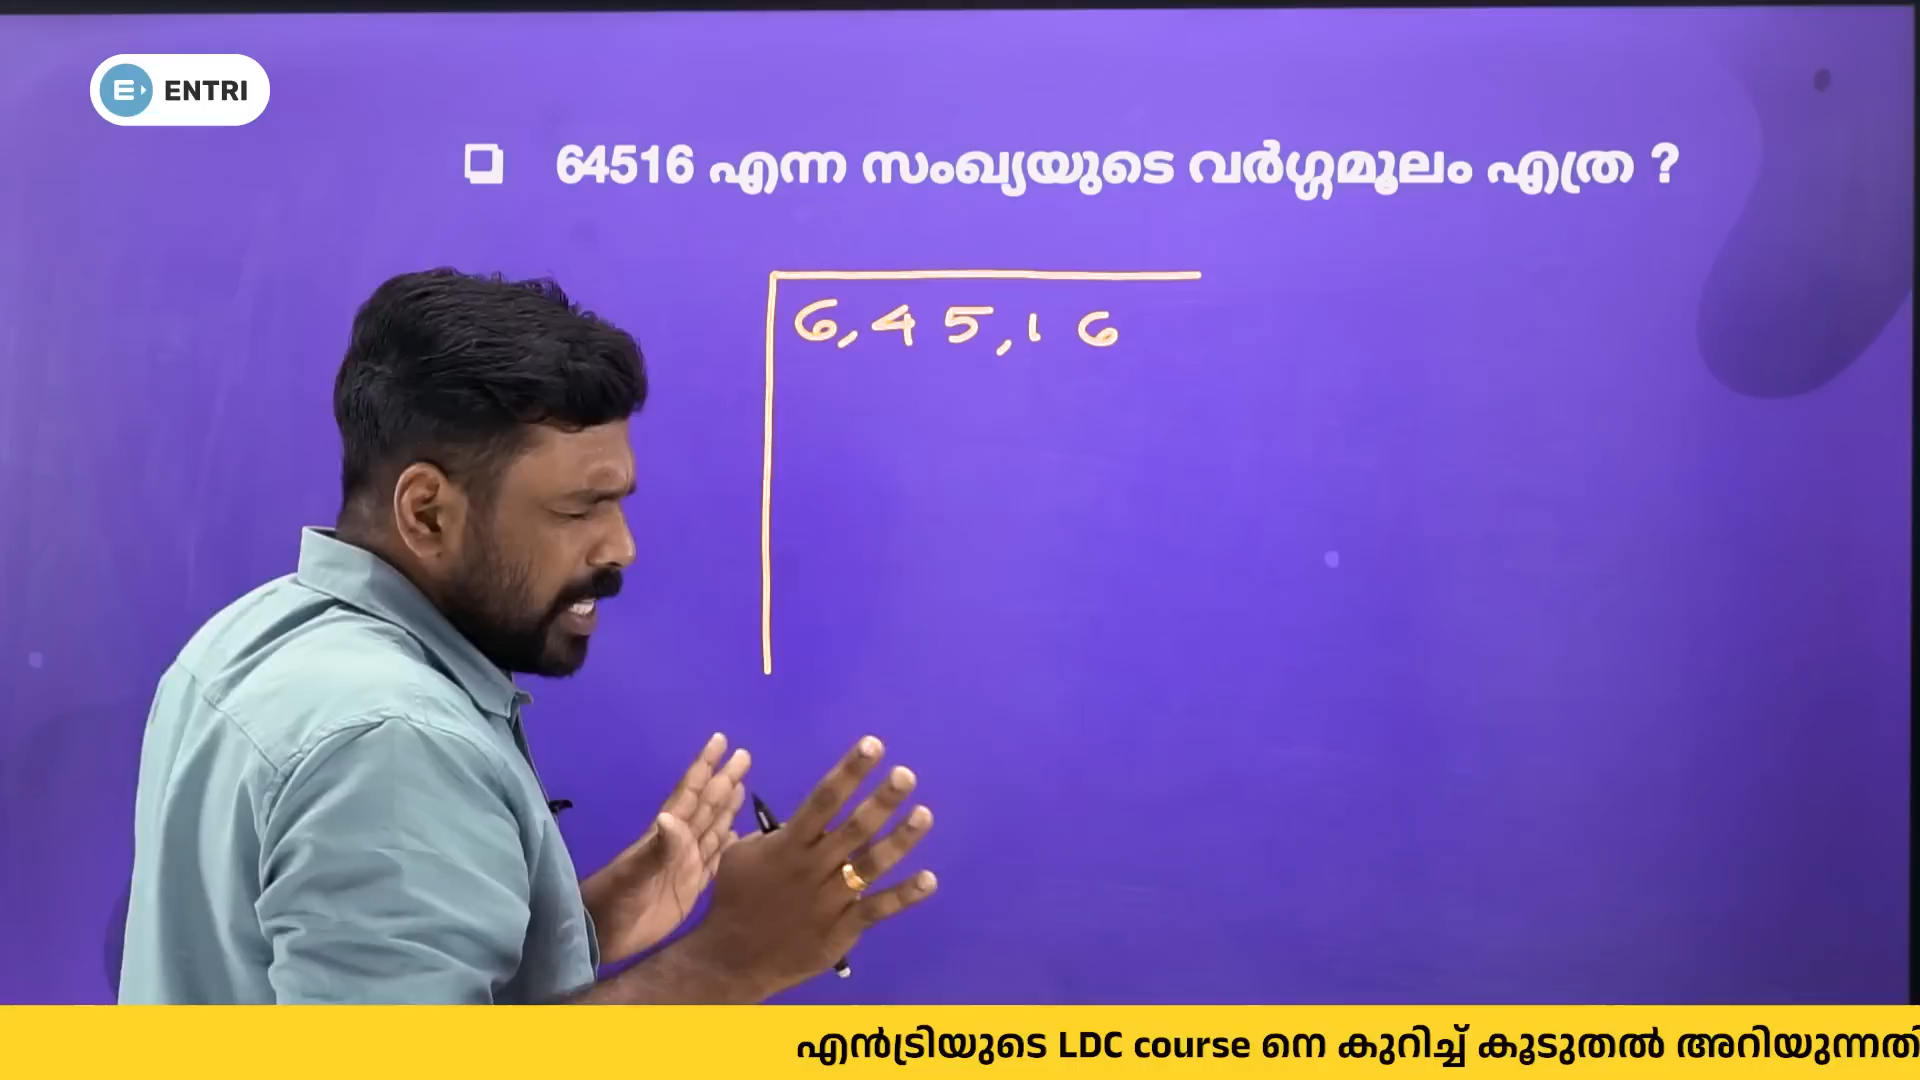 ENTRI
64516 എന്ന സംഖ്യയുടെ വർഗ്ഗമൂലം എത്ര ?
6,45,16
എൻട്രിയുടെ LDC course നെ കുറിച്ച് കൂടുതൽ അറിയുന്നതി